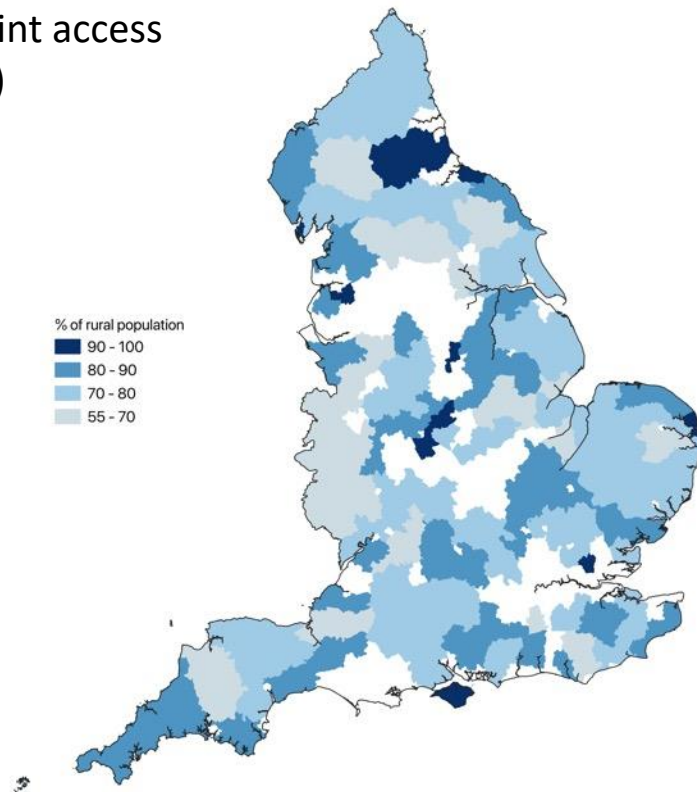 int access
)
% of rural population
90 - 100
80 - 90
70 - 80
55 - 70